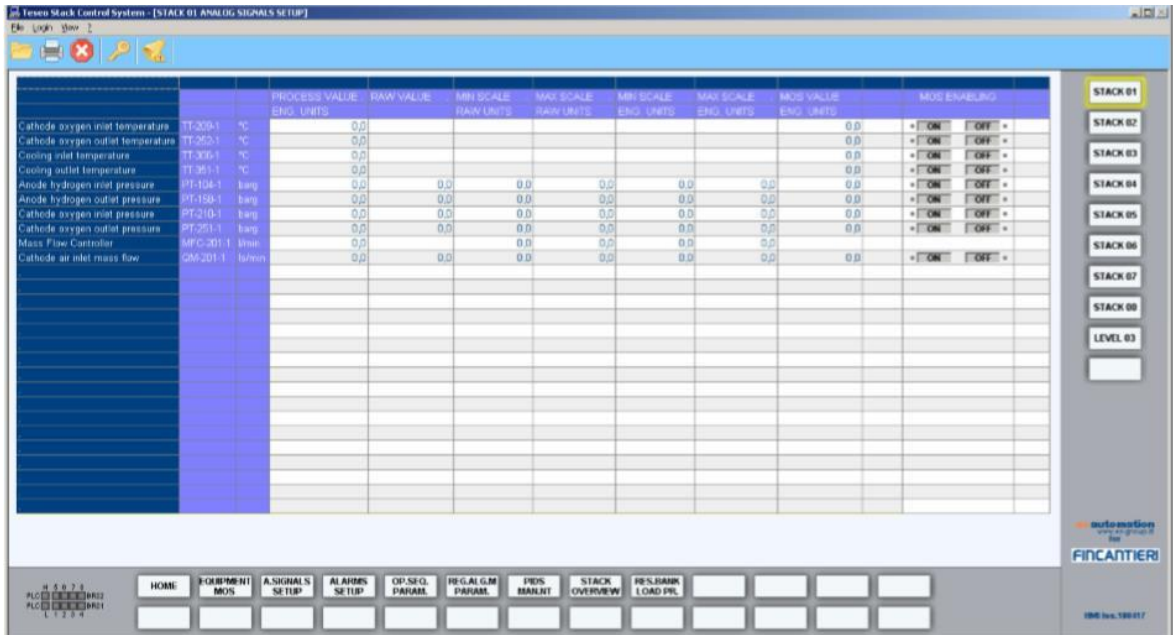 Teseo Stack Control System - [STACK 01 ANALOG SIGNALS SETUP]
File Login View ?
PROCESS VALUE RAW VALUE MIN SCALE MAX SCALE MIN SCALE MAX SCALE MOS VALUE MOS ENABLING
ENG. UNITS RAW UNITS RAW UNITS ENG. UNITS ENG. UNITS ENG. UNITS
Cathode oxygen inlet temperature TT-209-1 °C 0,0 0,0 ON OFF
Cathode oxygen outlet temperature TT-252-1 °C 0,0 0,0 ON OFF
Cooling inlet temperature TT-306-1 °C 0,0 0,0 ON OFF
Cooling outlet temperature TT-351-1 °C 0,0 0,0 ON OFF
Anode hydrogen inlet pressure PT-104-1 barg 0,0 0,0 0,0 0,0 0,0 0,0 0,0 ON OFF
Anode hydrogen outlet pressure PT-158-1 barg 0,0 0,0 0,0 0,0 0,0 0,0 0,0 ON OFF
Cathode oxygen inlet pressure PT-210-1 barg 0,0 0,0 0,0 0,0 0,0 0,0 0,0 ON OFF
Cathode oxygen outlet pressure PT-251-1 barg 0,0 0,0 0,0 0,0 0,0 0,0 0,0 ON OFF
Mass Flow Controller MFC-201-1 l/min 0,0 0,0 0,0 0,0 0,0
Cathode air inlet mass flow QM-201-1 ls/min 0,0 0,0 0,0 0,0 0,0 0,0 0,0 ON OFF
STACK 01
STACK 02
STACK 03
STACK 04
STACK 05
STACK 06
STACK 07
STACK 08
LEVEL 03
automation
for
FINCANTIERI
HOME
EQUIPMENT MOS
A.SIGNALS SETUP
ALARMS SETUP
OP.SEQ. PARAM.
REG.ALG.M PARAM.
PIDS MAN.NT
STACK OVERVIEW
RES.BANK LOAD PR.
PLC BR02
PLC BR01
L 1 2 3 4